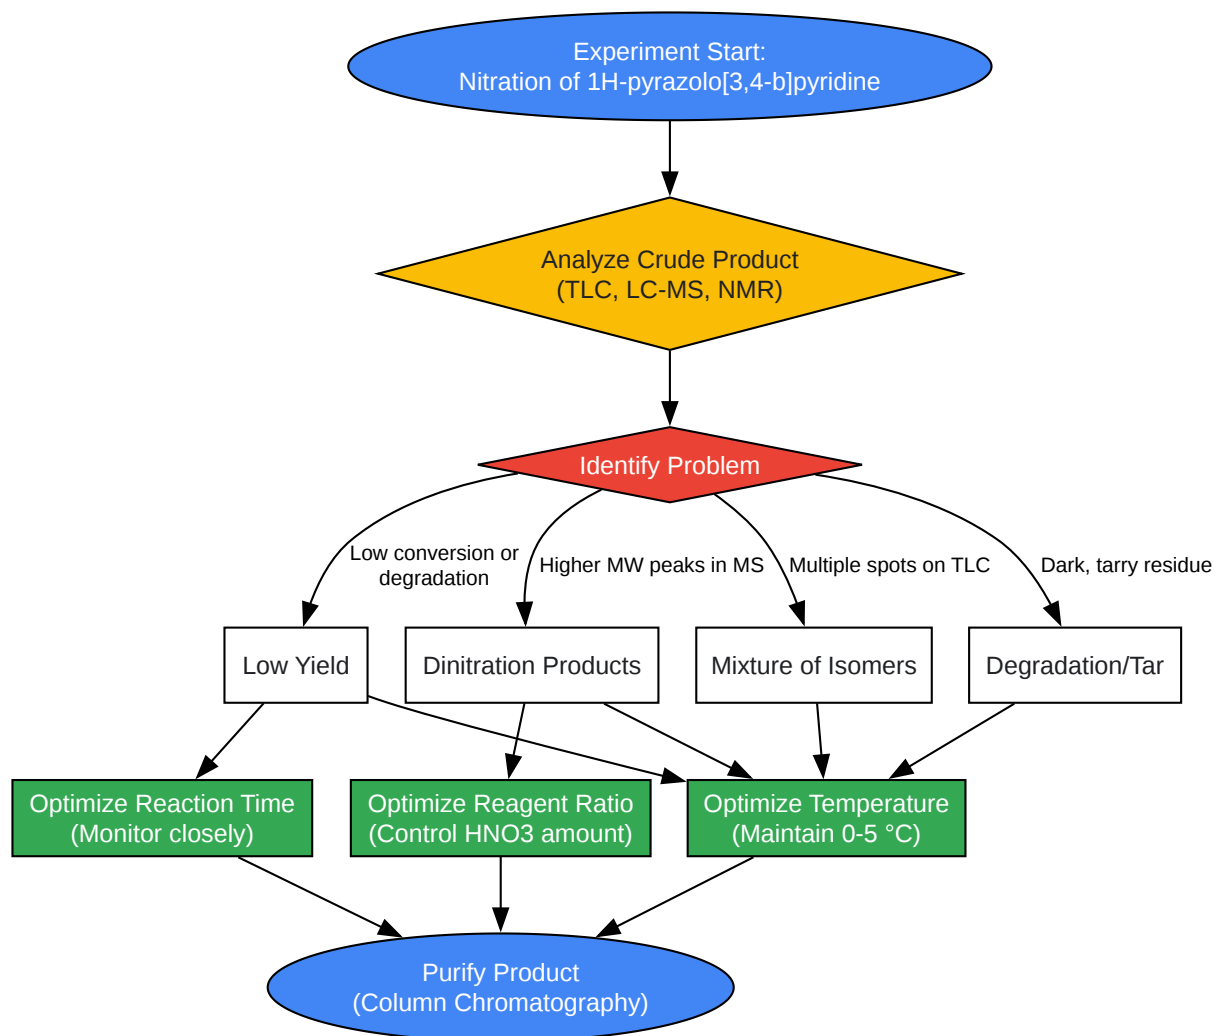 Experiment Start:
Nitration of 1H-pyrazolo[3,4-b]pyridine
Analyze Crude Product
(TLC, LC-MS, NMR)
Identify Problem
Low conversion or
degradation
Higher MW peaks in MS
Multiple spots on TLC
Dark, tarry residue
Low Yield
Dinitration Products
Mixture of Isomers
Degradation/Tar
Optimize Reaction Time
(Monitor closely)
Optimize Reagent Ratio
(Control HNO3 amount)
Optimize Temperature
(Maintain 0-5 °C)
Purify Product
(Column Chromatography)